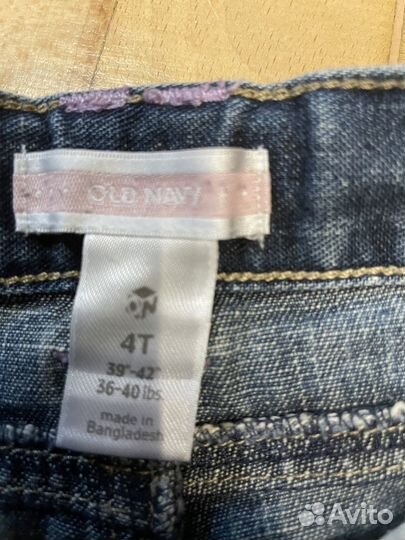 OLD NAVY
ON
4T
39"-42"
36-40 lbs.
made in
Bangladesh
Avito